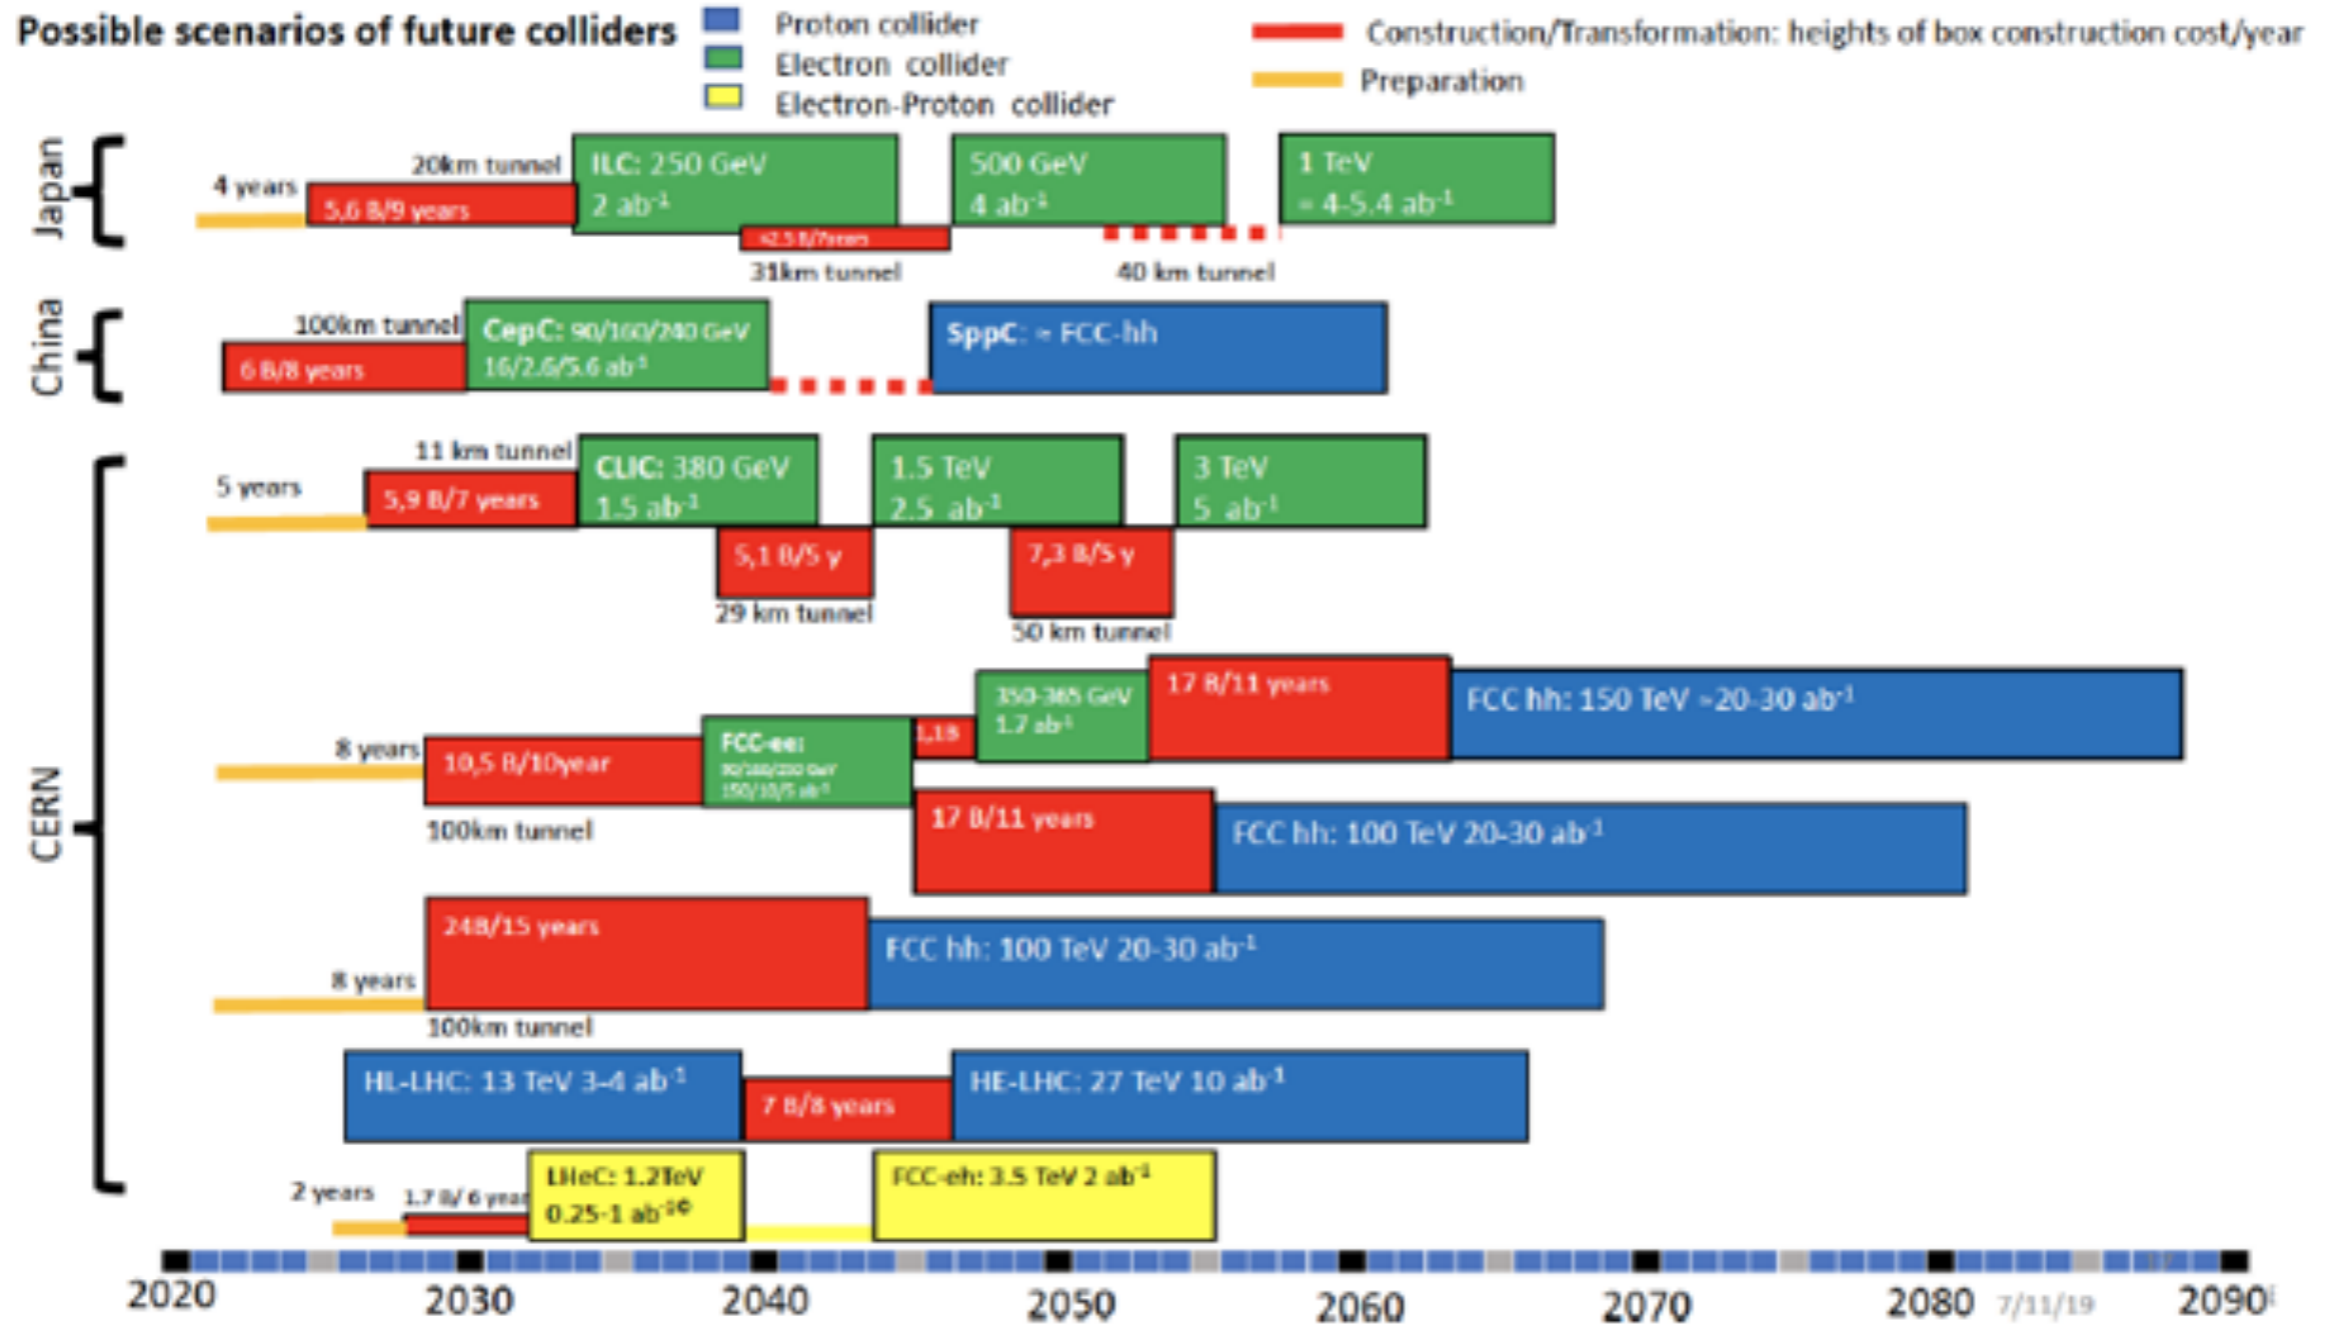 Possible scenarios of future colliders
Proton collider
Electron collider
Electron-Proton collider
Construction/Transformation: heights of box construction cost/year
Preparation
Japan
4 years
20km tunnel
5,6 B/9 years
ILC: 250 GeV
2 ab⁻¹
31km tunnel
500 GeV
4 ab⁻¹
40 km tunnel
1 TeV
≈ 4-5.4 ab⁻¹
China
100km tunnel
6 B/8 years
CepC: 90/160/240 GeV
16/2.6/5.6 ab⁻¹
SppC: ≈ FCC-hh
CERN
5 years
11 km tunnel
5,9 B/7 years
CLIC: 380 GeV
1.5 ab⁻¹
5,1 B/5 y
29 km tunnel
1.5 TeV
2.5 ab⁻¹
7,3 B/5 y
50 km tunnel
3 TeV
5 ab⁻¹
8 years
10,5 B/10year
100km tunnel
FCC-ee:
1,1B
350-365 GeV
1.7 ab⁻¹
17 B/11 years
FCC hh: 150 TeV ≈20-30 ab⁻¹
17 B/11 years
FCC hh: 100 TeV 20-30 ab⁻¹
8 years
24B/15 years
100km tunnel
FCC hh: 100 TeV 20-30 ab⁻¹
HL-LHC: 13 TeV 3-4 ab⁻¹
7 B/8 years
HE-LHC: 27 TeV 10 ab⁻¹
2 years
1.7 B/ 6 year
LHeC: 1.2TeV
0.25-1 ab⁻¹
FCC-eh: 3.5 TeV 2 ab⁻¹
2020
2030
2040
2050
2060
2070
2080
7/11/19
2090